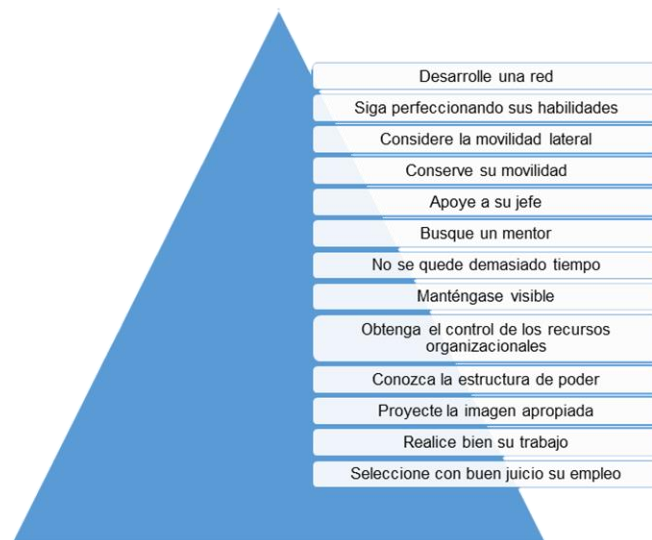 Desarrolle una red
Siga perfeccionando sus habilidades
Considere la movilidad lateral
Conserve su movilidad
Apoye a su jefe
Busque un mentor
No se quede demasiado tiempo
Manténgase visible
Obtenga el control de los recursos
organizacionales
Conozca la estructura de poder
Proyecte la imagen apropiada
Realice bien su trabajo
Seleccione con buen juicio su empleo